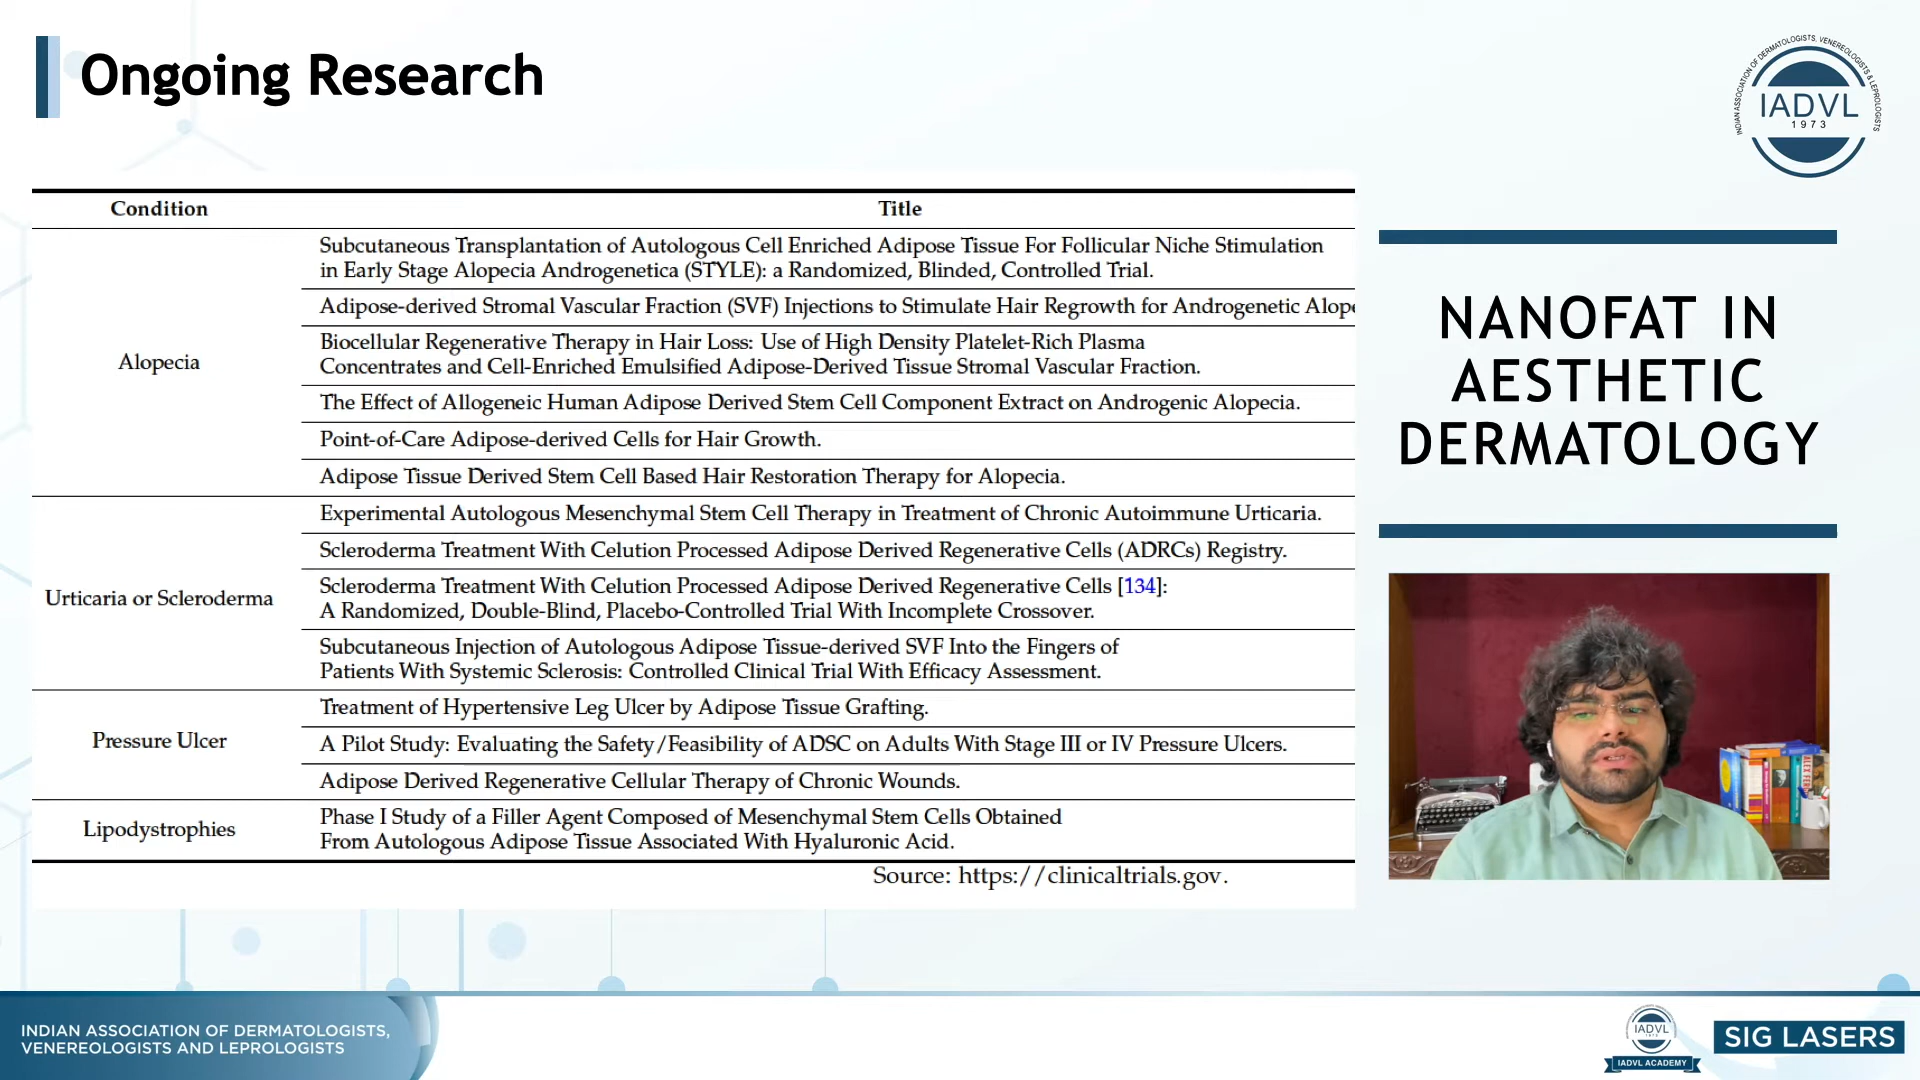 Ongoing Research
INDIAN ASSOCIATION OF DERMATOLOGISTS, VENEREOLOGISTS & LEPROLOGISTS
IADVL
1973
Condition
Title
Alopecia
Subcutaneous Transplantation of Autologous Cell Enriched Adipose Tissue For Follicular Niche Stimulation
in Early Stage Alopecia Androgenetica (STYLE): a Randomized, Blinded, Controlled Trial.
Adipose-derived Stromal Vascular Fraction (SVF) Injections to Stimulate Hair Regrowth for Androgenetic Alope
Biocellular Regenerative Therapy in Hair Loss: Use of High Density Platelet-Rich Plasma
Concentrates and Cell-Enriched Emulsified Adipose-Derived Tissue Stromal Vascular Fraction.
The Effect of Allogeneic Human Adipose Derived Stem Cell Component Extract on Androgenic Alopecia.
Point-of-Care Adipose-derived Cells for Hair Growth.
Adipose Tissue Derived Stem Cell Based Hair Restoration Therapy for Alopecia.
Urticaria or Scleroderma
Experimental Autologous Mesenchymal Stem Cell Therapy in Treatment of Chronic Autoimmune Urticaria.
Scleroderma Treatment With Celution Processed Adipose Derived Regenerative Cells (ADRCs) Registry.
Scleroderma Treatment With Celution Processed Adipose Derived Regenerative Cells [134]:
A Randomized, Double-Blind, Placebo-Controlled Trial With Incomplete Crossover.
Subcutaneous Injection of Autologous Adipose Tissue-derived SVF Into the Fingers of
Patients With Systemic Sclerosis: Controlled Clinical Trial With Efficacy Assessment.
Pressure Ulcer
Treatment of Hypertensive Leg Ulcer by Adipose Tissue Grafting.
A Pilot Study: Evaluating the Safety/Feasibility of ADSC on Adults With Stage III or IV Pressure Ulcers.
Adipose Derived Regenerative Cellular Therapy of Chronic Wounds.
Lipodystrophies
Phase I Study of a Filler Agent Composed of Mesenchymal Stem Cells Obtained
From Autologous Adipose Tissue Associated With Hyaluronic Acid.
Source: https://clinicaltrials.gov.
NANOFAT IN
AESTHETIC
DERMATOLOGY
INDIAN ASSOCIATION OF DERMATOLOGISTS,
VENEREOLOGISTS AND LEPROLOGISTS
IADVL
IADVL ACADEMY
SIG LASERS